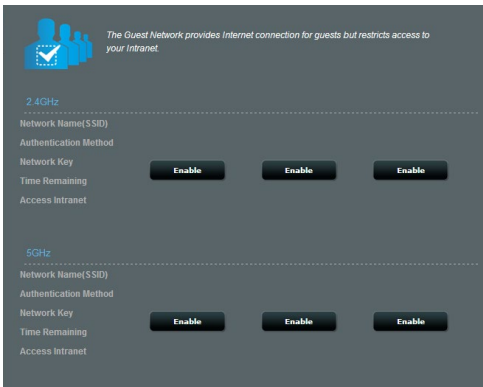 The Guest Network provides Internet connection for guests but restricts access to
your Intranet.
2.4GHz
Network Name(SSID)
Authentication Method
Network Key
Enable Enable Enable
Time Remaining
Access Intranet
5GHz
Network Name(SSID)
Authentication Method
Network Key
Enable Enable Enable
Time Remaining
Access Intranet